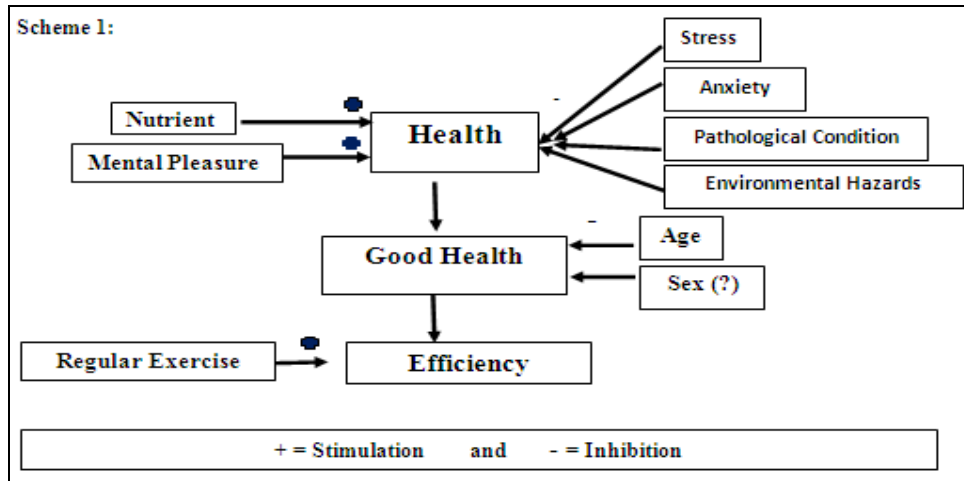 Scheme 1:
Stress
Anxiety
-
Nutrient
Health
Pathological Condition
Mental Pleasure
Environmental Hazards
-
Age
Good Health
Sex (?)
Regular Exercise
Efficiency
+ = Stimulation and - = Inhibition